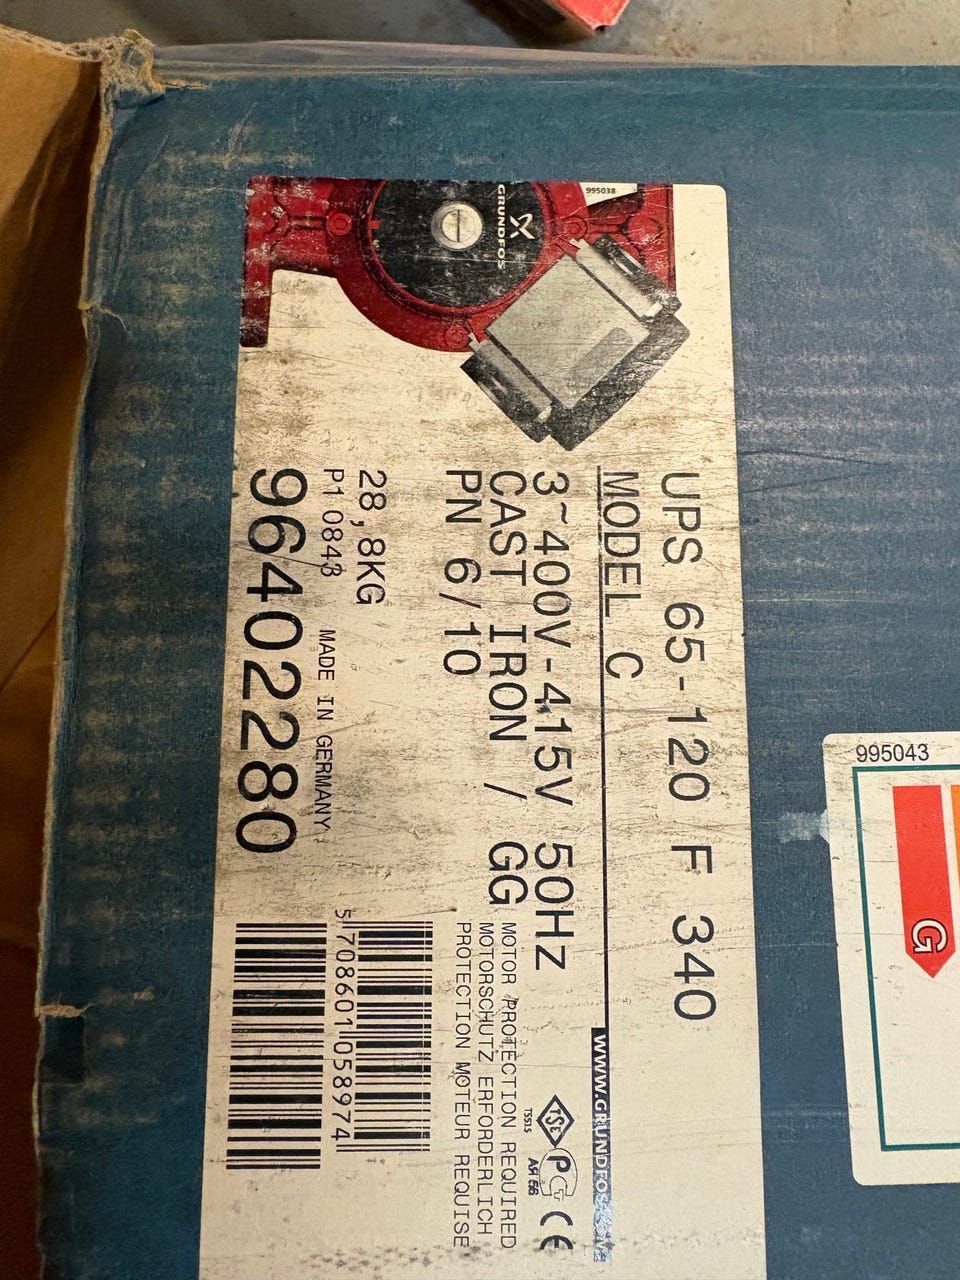 995038
GRUNDFOS
UPS 65-120 F 340
MODEL C
WWW.GRUNDFOS
3~400V-415V 50Hz
CAST IRON / GG
PN 6/10
TSE
CE
MOTOR PROTECTION REQUIRED
MOTORSCHUTZ ERFORDERLICH
PROTECTION MOTEUR REQUISE
28,8KG
P1 0843 MADE IN GERMANY
96402280
5 708601 058974
995043
G